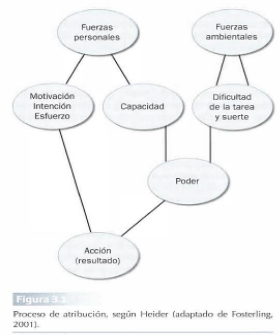 Fuerzas
personales
Fuerzas
ambientales
Motivación
Intención
Esfuerzo
Capacidad
Dificultad
de la tarea
y suerte
Poder
Acción
(resultado)
Figura 3.1
Proceso de atribución, según Heider (adaptado de Fosterling,
2001).